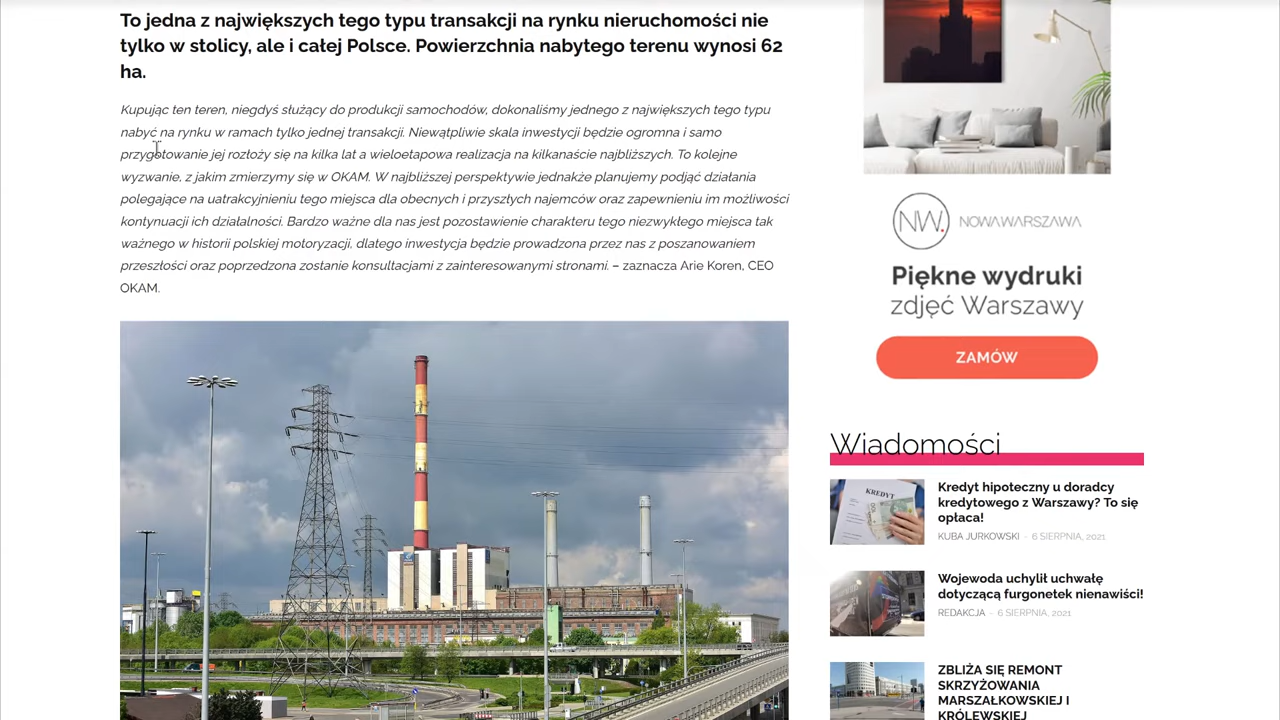 To jedna z największych tego typu transakcji na rynku nieruchomości nie
tylko w stolicy, ale i całej Polsce. Powierzchnia nabytego terenu wynosi 62
ha.
Kupując ten teren, niegdyś służący do produkcji samochodów, dokonaliśmy jednego z największych tego typu
nabyć na rynku w ramach tylko jednej transakcji. Niewątpliwie skala inwestycji będzie ogromna i samo
przygotowanie jej rozłoży się na kilka lat a wieloetapowa realizacja na kilkanaście najbliższych. To kolejne
wyzwanie, z jakim zmierzymy się w OKAM. W najbliższej perspektywie jednakże planujemy podjąć działania
polegające na uatrakcyjnieniu tego miejsca dla obecnych i przyszłych najemców oraz zapewnieniu im możliwości
kontynuacji ich działalności. Bardzo ważne dla nas jest pozostawienie charakteru tego niezwykłego miejsca tak
ważnego w historii polskiej motoryzacji, dlatego inwestycja będzie prowadzona przez nas z poszanowaniem
przeszłości oraz poprzedzona zostanie konsultacjami z zainteresowanymi stronami. – zaznacza Arie Koren, CEO
OKAM.
NW. NOWAWARSZAWA
Piękne wydruki
zdjęć Warszawy
ZAMÓW
Wiadomości
KREDYT
Kredyt hipoteczny u doradcy
kredytowego z Warszawy? To się
opłaca!
KUBA JURKOWSKI - 6 SIERPNIA, 2021
Wojewoda uchylił uchwałę
dotyczącą furgonetek nienawiści!
REDAKCJA - 6 SIERPNIA, 2021
ZBLIŻA SIĘ REMONT
SKRZYŻOWANIA
MARSZAŁKOWSKIEJ I
KRÓLEWSKIEJ